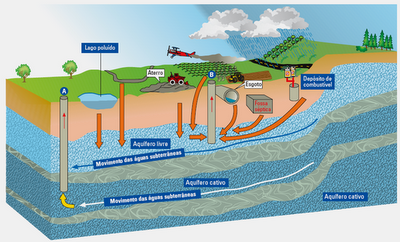 A
Lago poluído
Aterro
B
Esgoto
Fossa
séptica
Depósito de
combustível
Aquífero livre
Movimento das águas subterrâneas
Aquífero cativo
Movimento das águas subterrâneas
Aquífero cativo